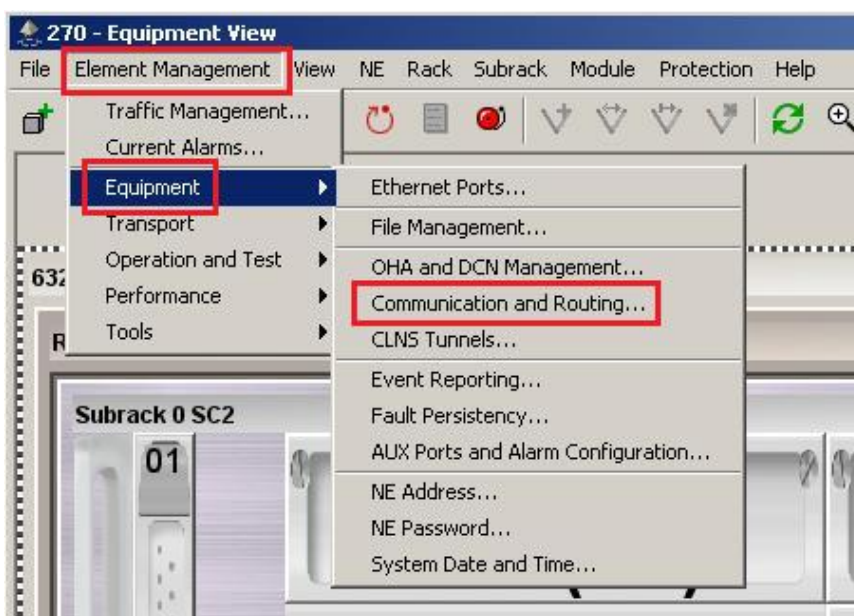 270 - Equipment View
File Element Management View NE Rack Subrack Module Protection Help
Traffic Management...
Current Alarms...
Equipment
Transport
Operation and Test
Performance
Tools
Ethernet Ports...
File Management...
OHA and DCN Management...
Communication and Routing...
CLNS Tunnels...
Event Reporting...
Fault Persistency...
AUX Ports and Alarm Configuration...
NE Address...
NE Password...
System Date and Time...
632
R
Subrack 0 SC2
01